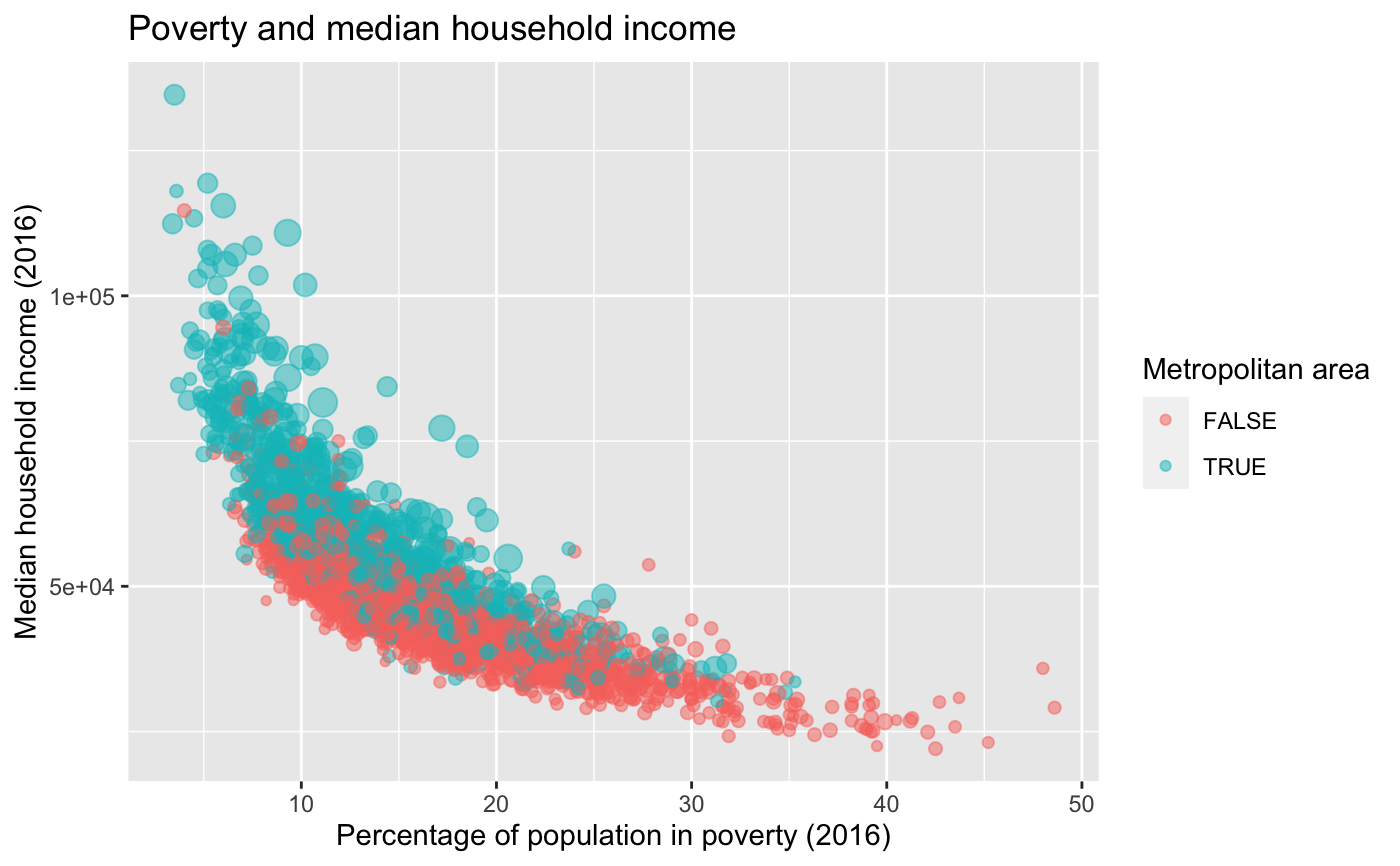 Poverty and median household income
Median household income (2016)
1e+05
5e+04
10 20 30 40 50
Percentage of population in poverty (2016)
Metropolitan area
FALSE
TRUE